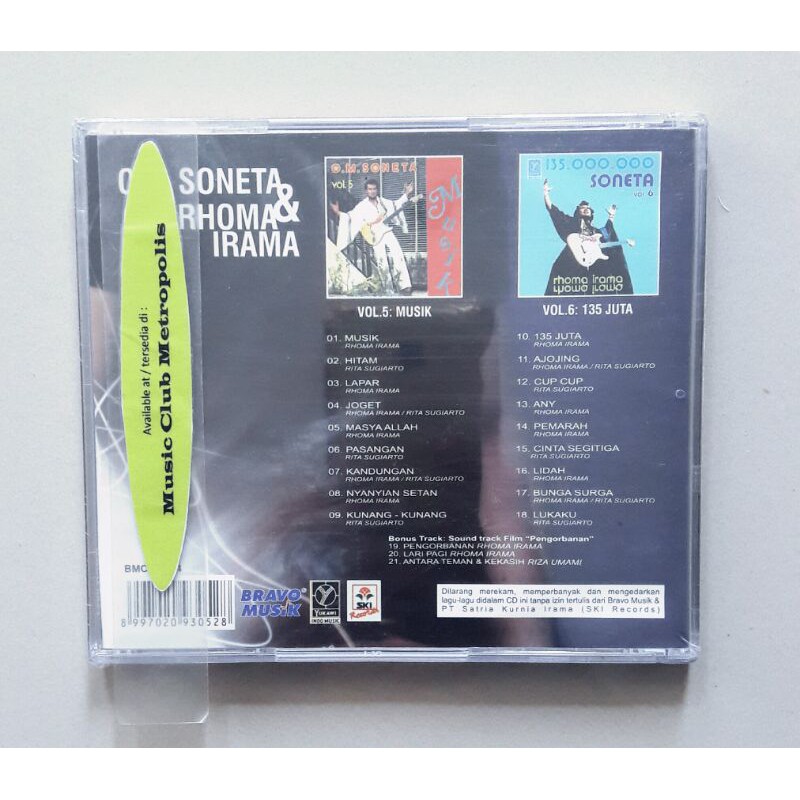 SONETA
&
RHOMA
IRAMA
Available at / tersedia di :
Music Club Metropolis
O.M. SONETA
VOL.5
Musik
VOL.5: MUSIK
01. MUSIK
RHOMA IRAMA
02. HITAM
RITA SUGIARTO
03. LAPAR
RHOMA IRAMA
04. JOGET
RHOMA IRAMA / RITA SUGIARTO
05. MASYA ALLAH
RHOMA IRAMA
06. PASANGAN
RITA SUGIARTO
07. KANDUNGAN
RHOMA IRAMA / RITA SUGIARTO
08. NYANYIAN SETAN
RHOMA IRAMA
09. KUNANG - KUNANG
RITA SUGIARTO
135.000.000
SONETA
VOL 6
rhoma irama
VOL.6: 135 JUTA
10. 135 JUTA
RHOMA IRAMA
11. AJOJING
RHOMA IRAMA / RITA SUGIARTO
12. CUP CUP
RITA SUGIARTO
13. ANY
RHOMA IRAMA
14. PEMARAH
RHOMA IRAMA
15. CINTA SEGITIGA
RITA SUGIARTO
16. LIDAH
RHOMA IRAMA
17. BUNGA SURGA
RHOMA IRAMA / RITA SUGIARTO
18. LUKAKU
RITA SUGIARTO
Bonus Track: Sound track Film "Pengorbanan"
19. PENGORBANAN RHOMA IRAMA
20. LARI PAGI RHOMA IRAMA
21. ANTARA TEMAN & KEKASIH RIZA UMAMI
8 997020 930528
BRAVO
MUSIK
YUKAWI
INDO MUSIK
SKI
Records
Dilarang merekam, memperbanyak dan mengedarkan
lagu-lagu didalam CD ini tanpa izin tertulis dari Bravo Musik &
PT Satria Kurnia Irama (SKI Records)